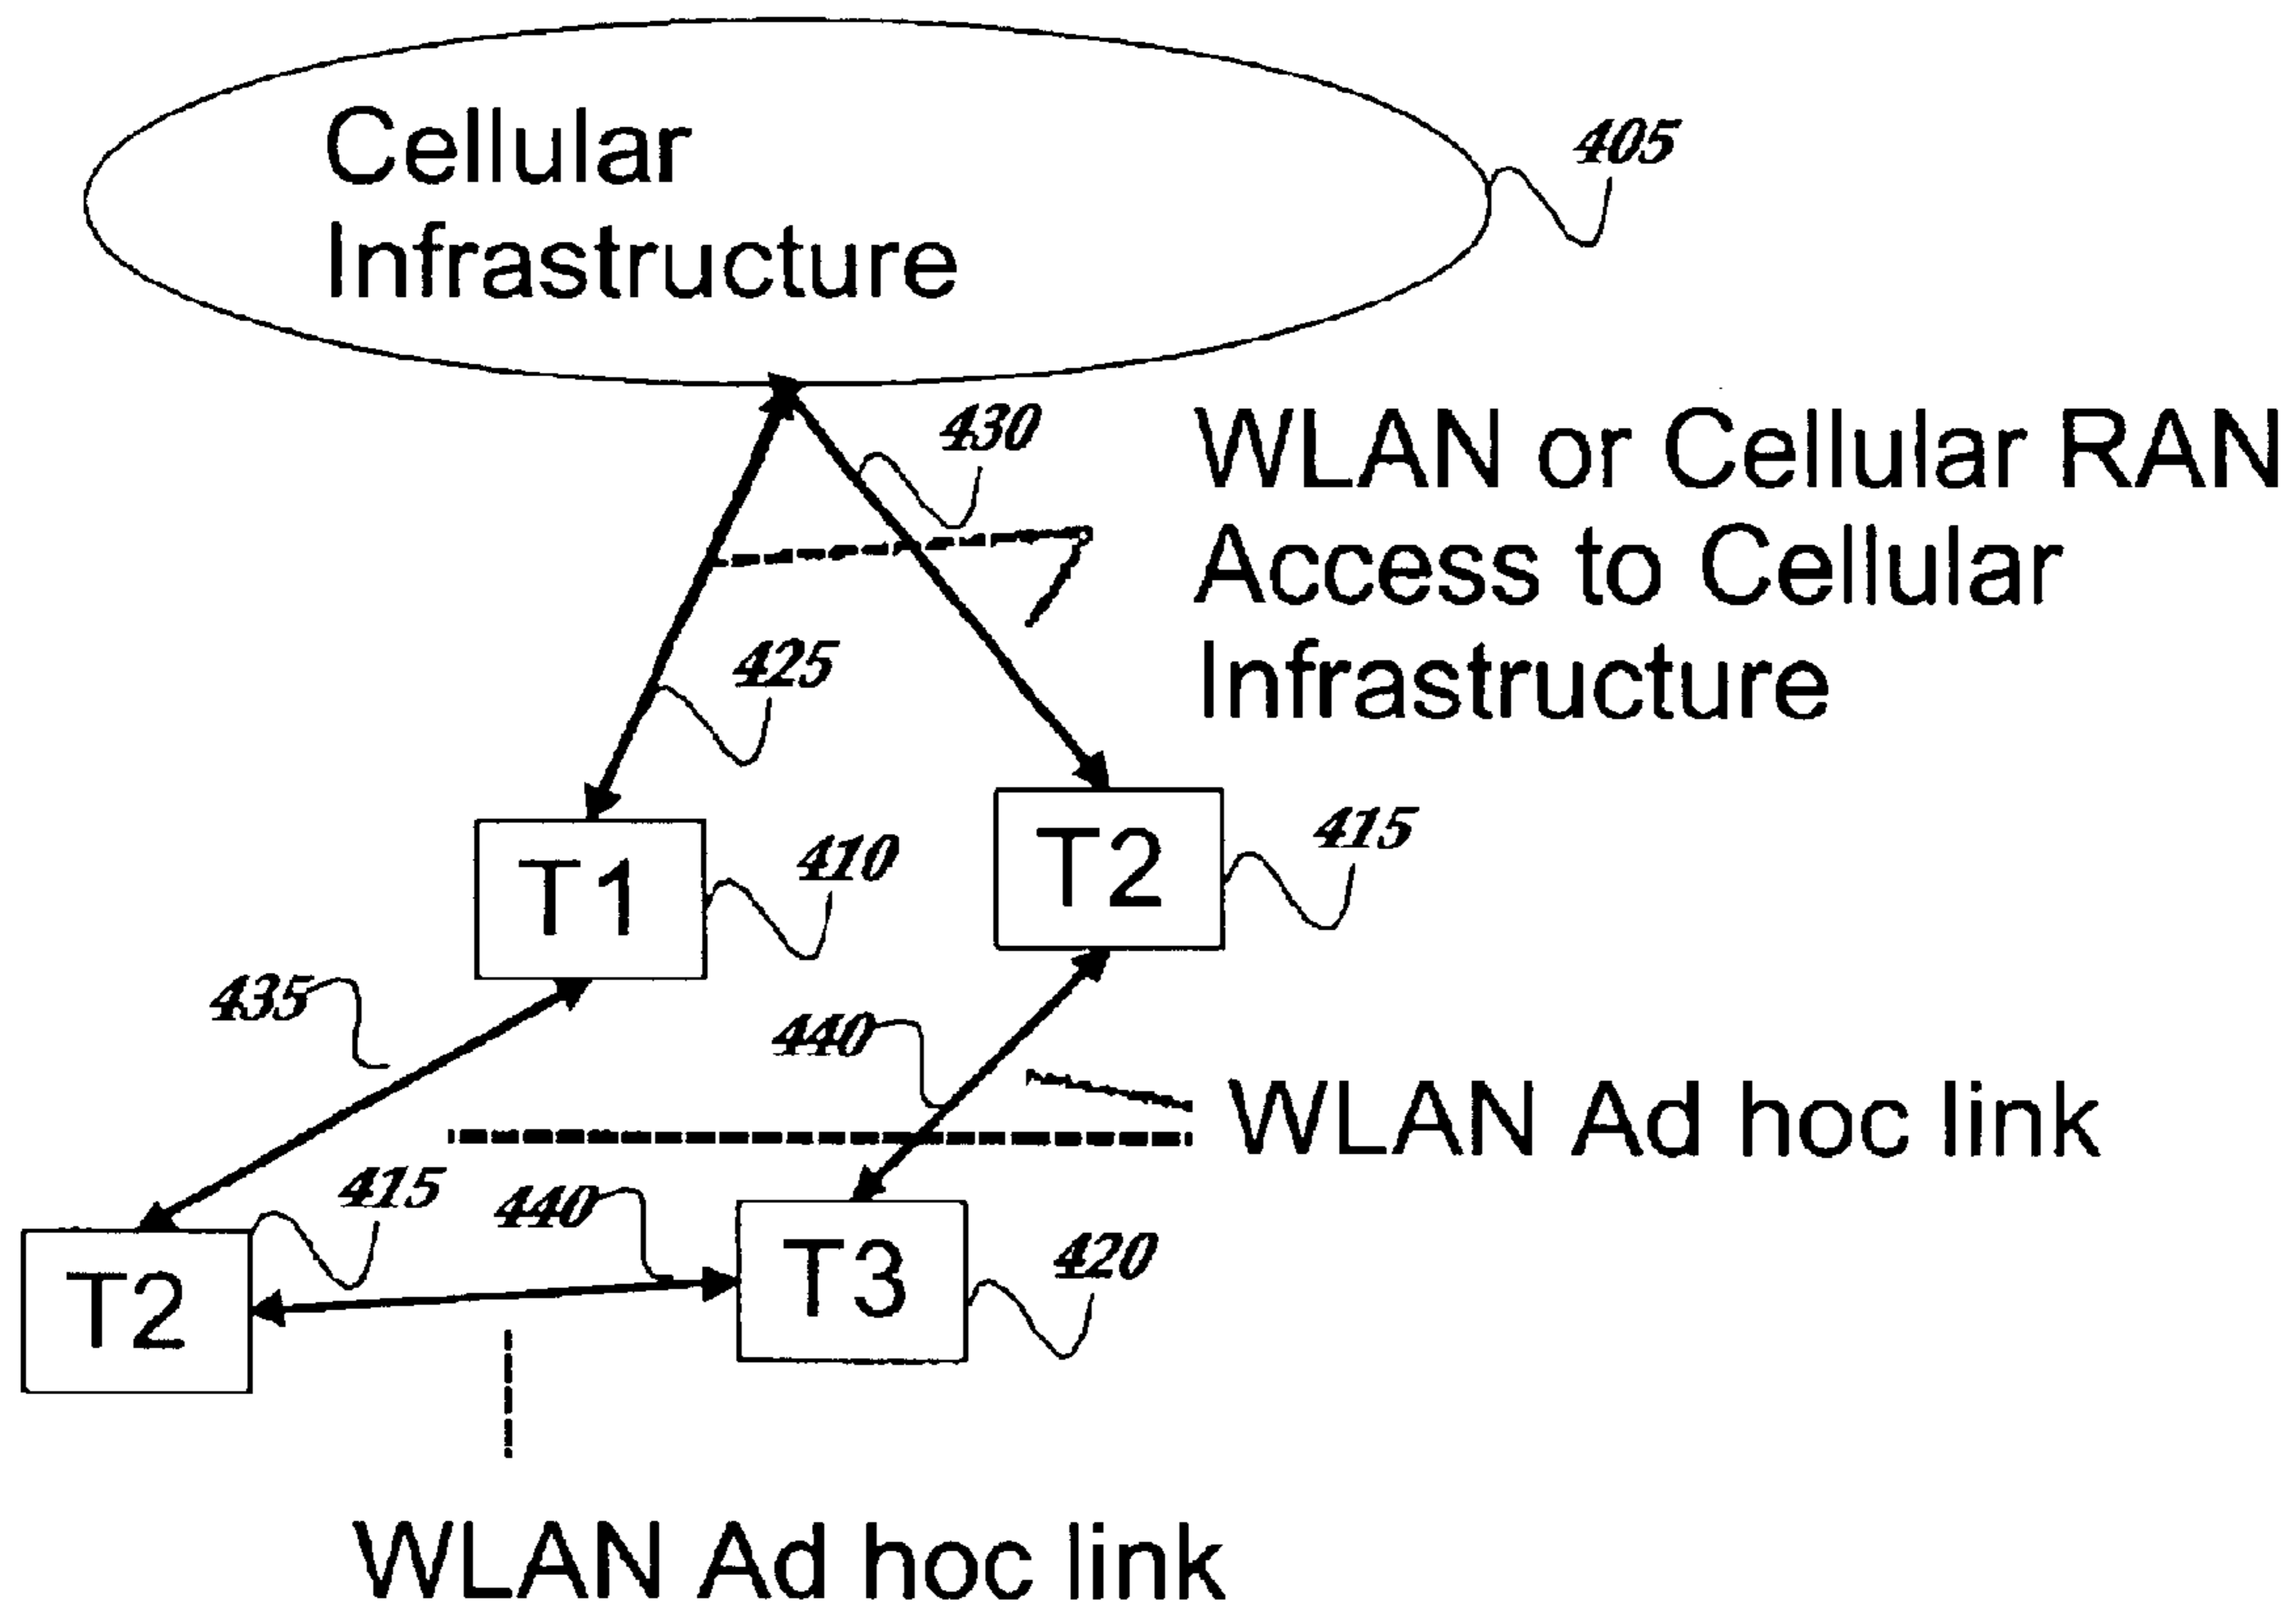 Cellular
Infrastructure
405
430
WLAN or Cellular RAN
Access to Cellular
Infrastructure
425
T1
410
T2
415
435
440
WLAN Ad hoc link
415
440
T2
T3
420
WLAN Ad hoc link